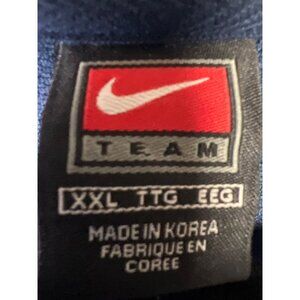 TEAM
XXL TTG EEG
MADE IN KOREA
FABRIQUE EN
COREE